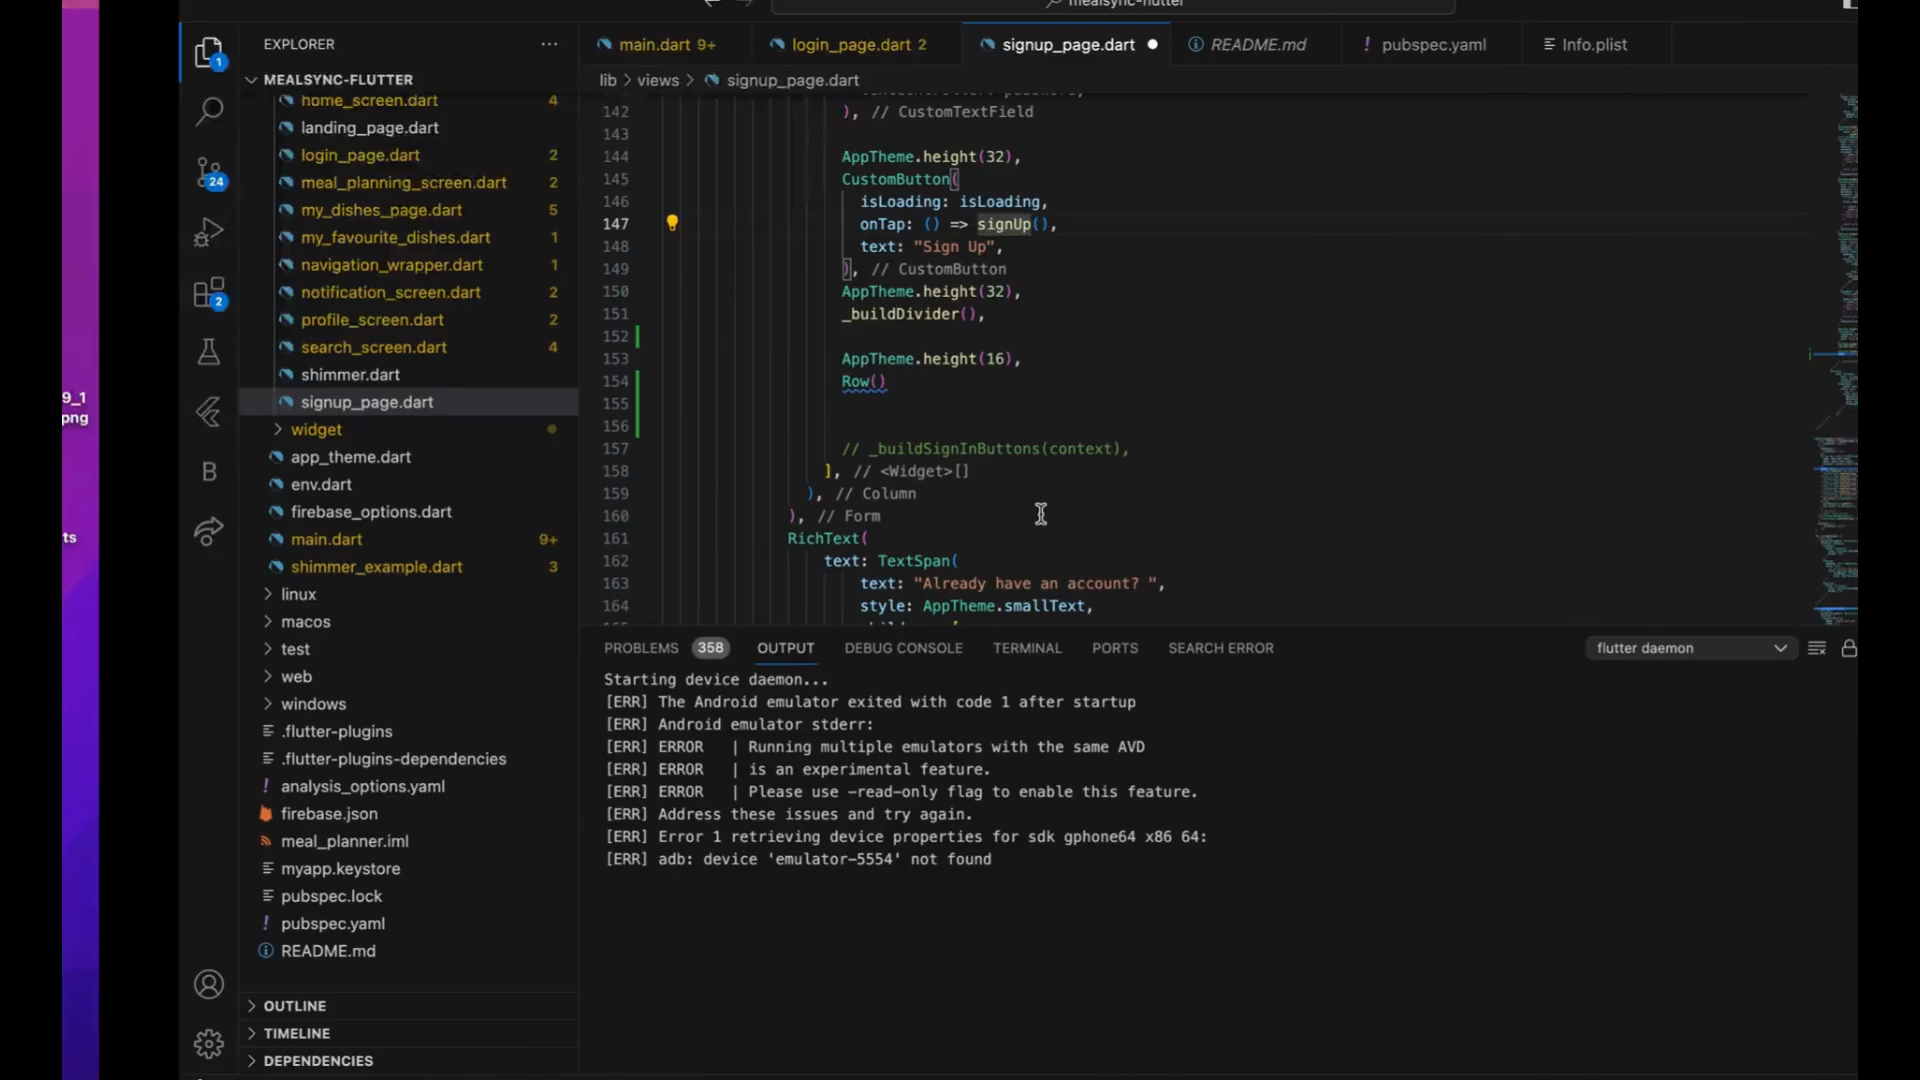 mealsync-flutter
EXPLORER
main.dart 9+
login_page.dart 2
signup_page.dart
README.md
! pubspec.yaml
Info.plist
1
MEALSYNC-FLUTTER
lib > views > signup_page.dart
home_screen.dart 4
landing_page.dart
login_page.dart 2
meal_planning_screen.dart 2
my_dishes_page.dart 5
my_favourite_dishes.dart 1
navigation_wrapper.dart 1
notification_screen.dart 2
profile_screen.dart 2
search_screen.dart 4
shimmer.dart
signup_page.dart
widget
app_theme.dart
env.dart
firebase_options.dart
main.dart 9+
shimmer_example.dart 3
linux
macos
test
web
windows
.flutter-plugins
.flutter-plugins-dependencies
! analysis_options.yaml
firebase.json
meal_planner.iml
myapp.keystore
pubspec.lock
! pubspec.yaml
README.md
OUTLINE
TIMELINE
DEPENDENCIES
24
2
B
9_1
png
ts
142 ), // CustomTextField
143
144 AppTheme.height(32),
145 CustomButton(
146 isLoading: isLoading,
147 onTap: () => signUp(),
148 text: "Sign Up",
149 ), // CustomButton
150 AppTheme.height(32),
151 _buildDivider(),
152
153 AppTheme.height(16),
154 Row()
155
156
157 // _buildSignInButtons(context),
158 ], // <Widget>[]
159 ), // Column
160 ), // Form
161 RichText(
162 text: TextSpan(
163 text: "Already have an account? ",
164 style: AppTheme.smallText,
PROBLEMS 358 OUTPUT DEBUG CONSOLE TERMINAL PORTS SEARCH ERROR
flutter daemon
Starting device daemon...
[ERR] The Android emulator exited with code 1 after startup
[ERR] Android emulator stderr:
[ERR] ERROR | Running multiple emulators with the same AVD
[ERR] ERROR | is an experimental feature.
[ERR] ERROR | Please use -read-only flag to enable this feature.
[ERR] Address these issues and try again.
[ERR] Error 1 retrieving device properties for sdk gphone64 x86 64:
[ERR] adb: device 'emulator-5554' not found